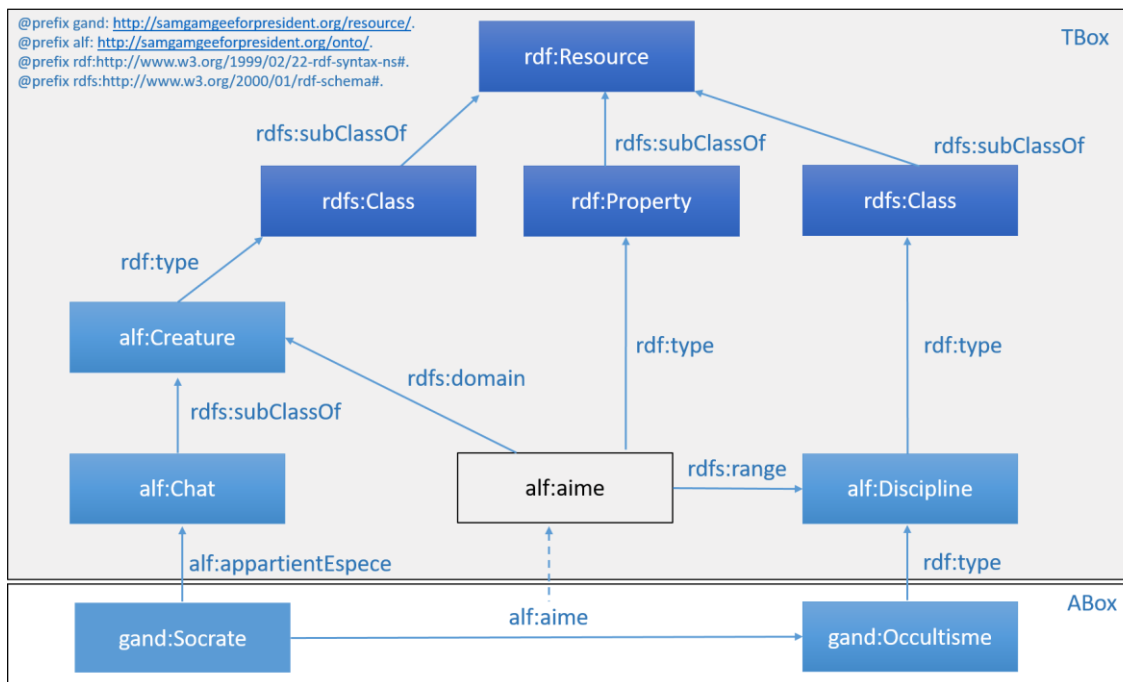 @prefix gand: http://samgamgeeforpresident.org/resource/.
@prefix alf: http://samgamgeeforpresident.org/onto/.
@prefix rdf:http://www.w3.org/1999/02/22-rdf-syntax-ns#.
@prefix rdfs:http://www.w3.org/2000/01/rdf-schema#.
TBox
rdf:Resource
rdfs:subClassOf
rdfs:subClassOf
rdfs:subClassOf
rdfs:Class
rdf:Property
rdfs:Class
rdf:type
alf:Creature
rdf:type
rdf:type
rdfs:domain
rdfs:subClassOf
alf:Chat
alf:aime
rdfs:range
alf:Discipline
alf:appartientEspece
rdf:type
ABox
alf:aime
gand:Socrate
gand:Occultisme